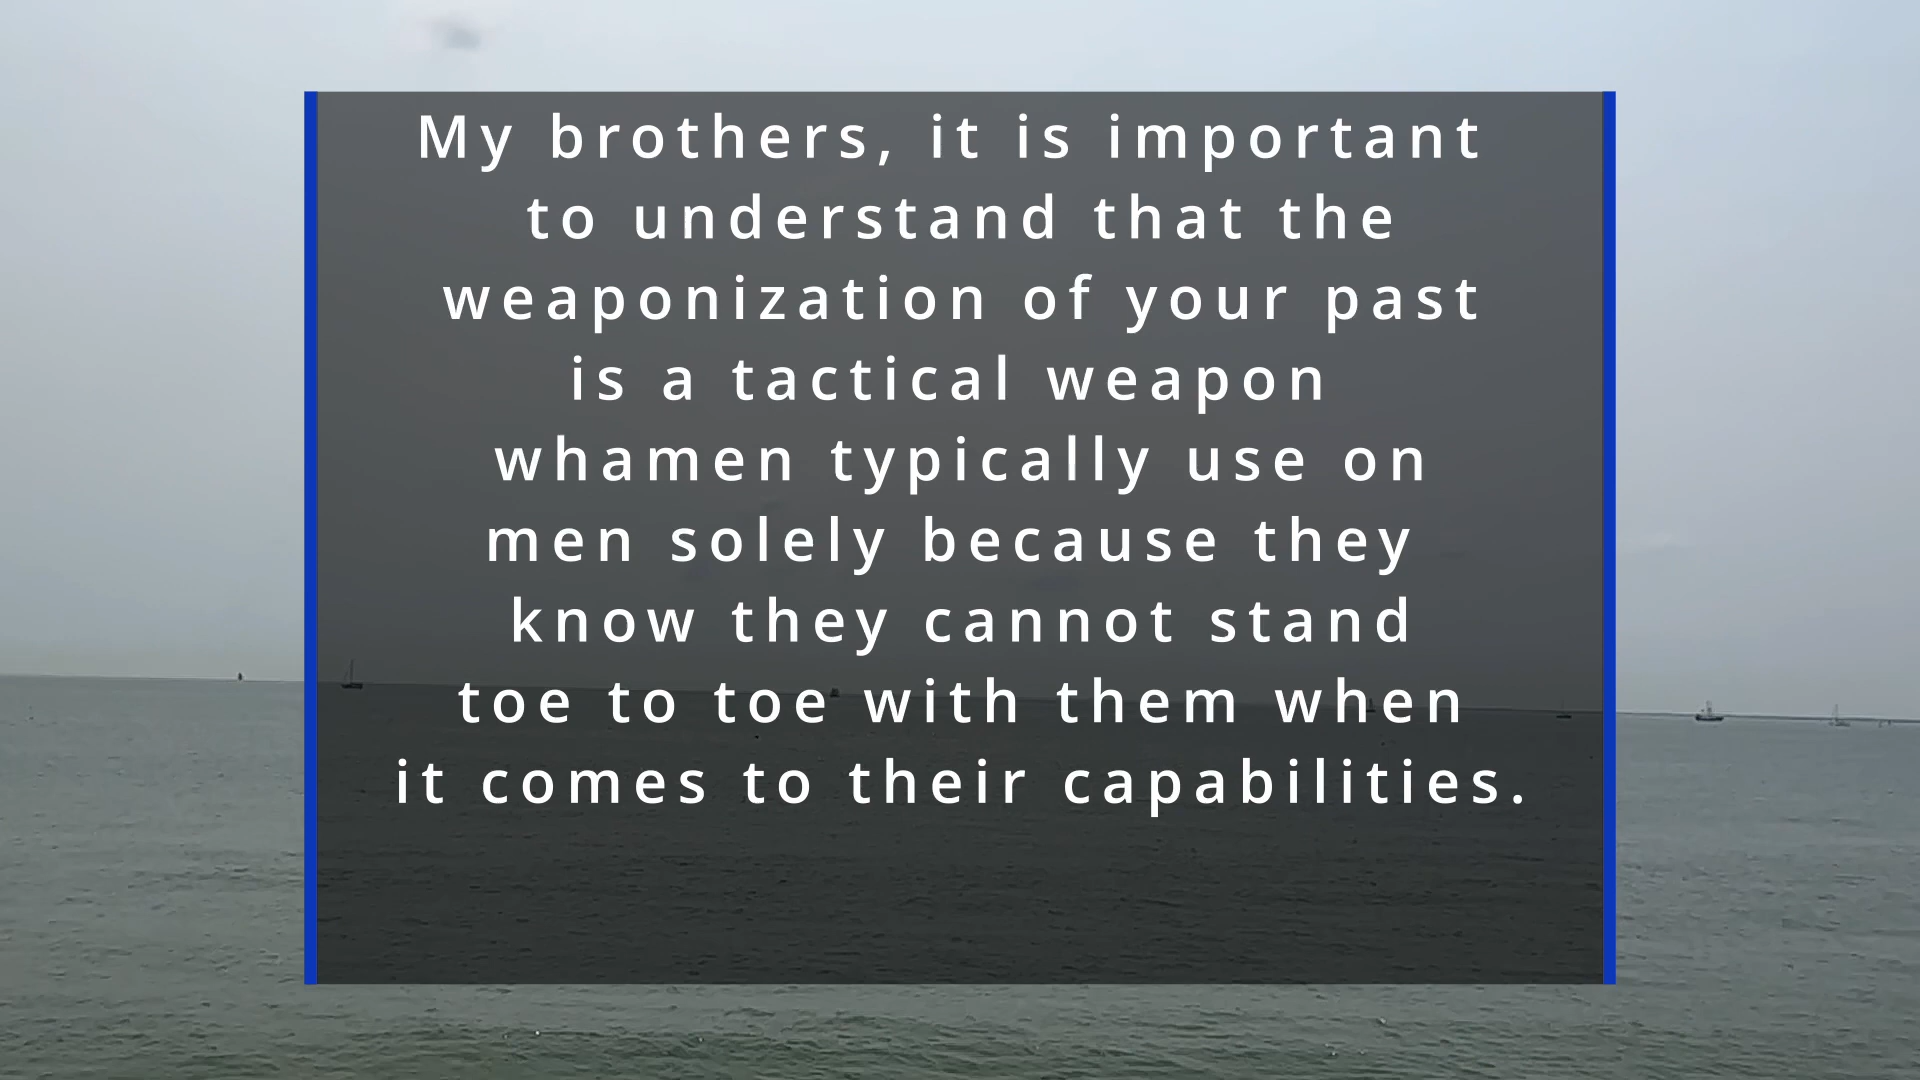 My brothers, it is important
to understand that the
weaponization of your past
is a tactical weapon
whamen typically use on
men solely because they
know they cannot stand
toe to toe with them when
it comes to their capabilities.